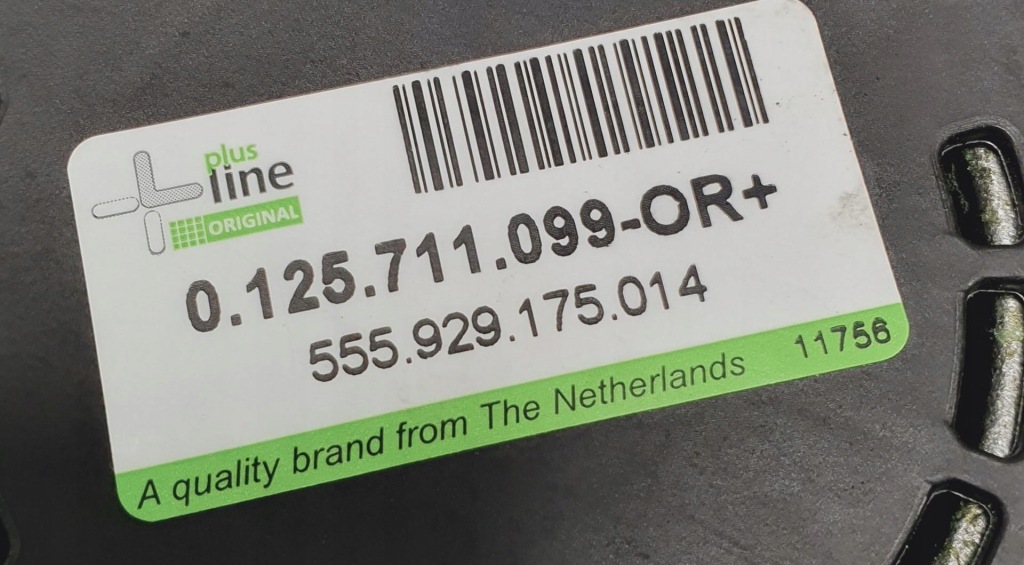 plus
line
ORIGINAL
0.125.711.099-OR+
555.929.175.014
11756
A quality brand from The Netherlands